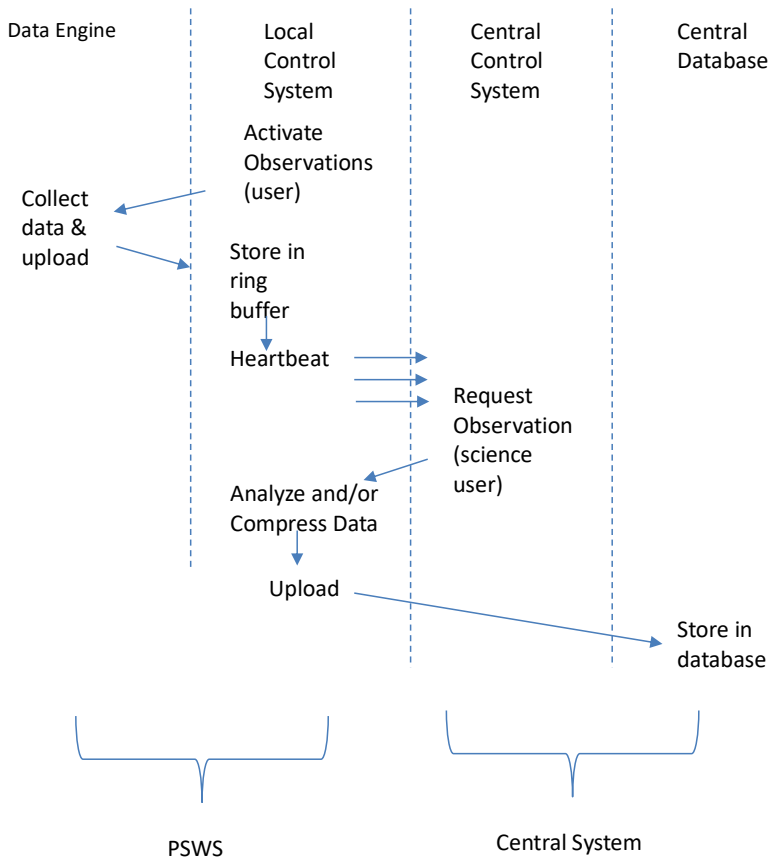 Data Engine
Local
Control
System
Central
Control
System
Central
Database
Activate
Observations
(user)
Collect
data &
upload
Store in
ring
buffer
Heartbeat
Request
Observation
(science
user)
Analyze and/or
Compress Data
Upload
Store in
database
PSWS
Central System